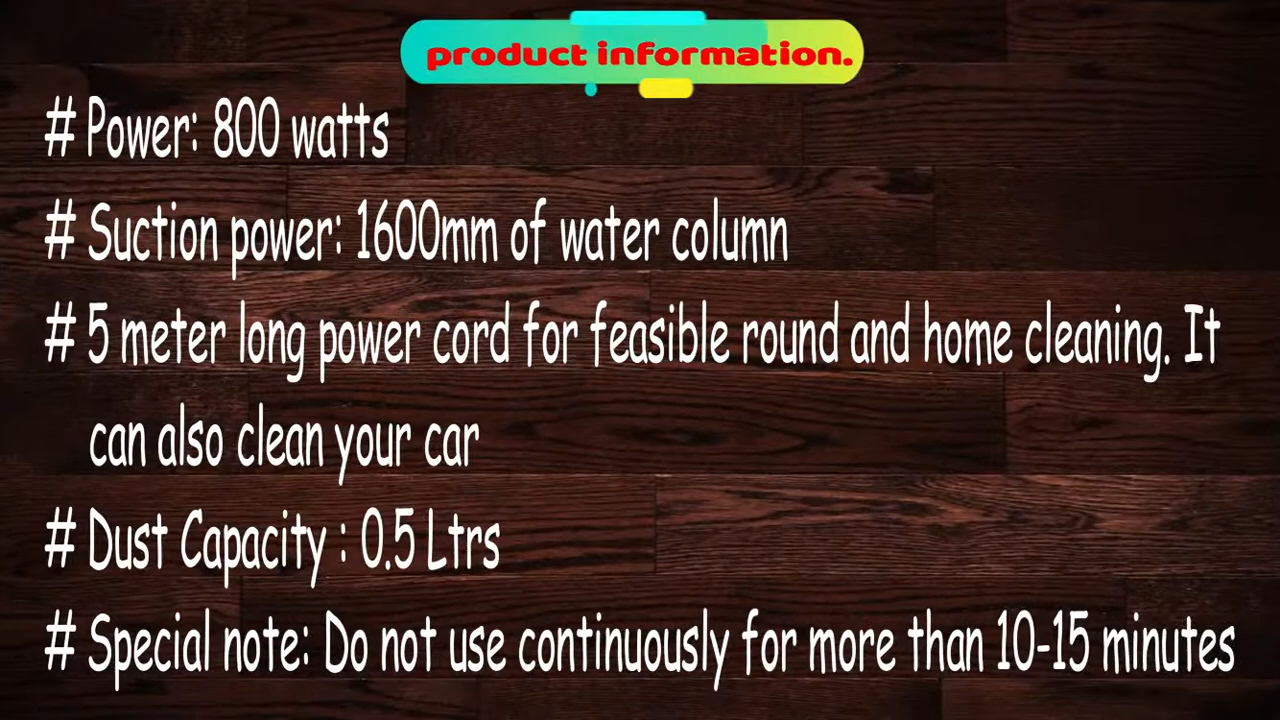 product information.
# Power: 800 watts
# Suction power: 1600mm of water column
# 5 meter long power cord for feasible round and home cleaning. It
can also clean your car
# Dust Capacity : 0.5 Ltrs
# Special note: Do not use continuously for more than 10-15 minutes